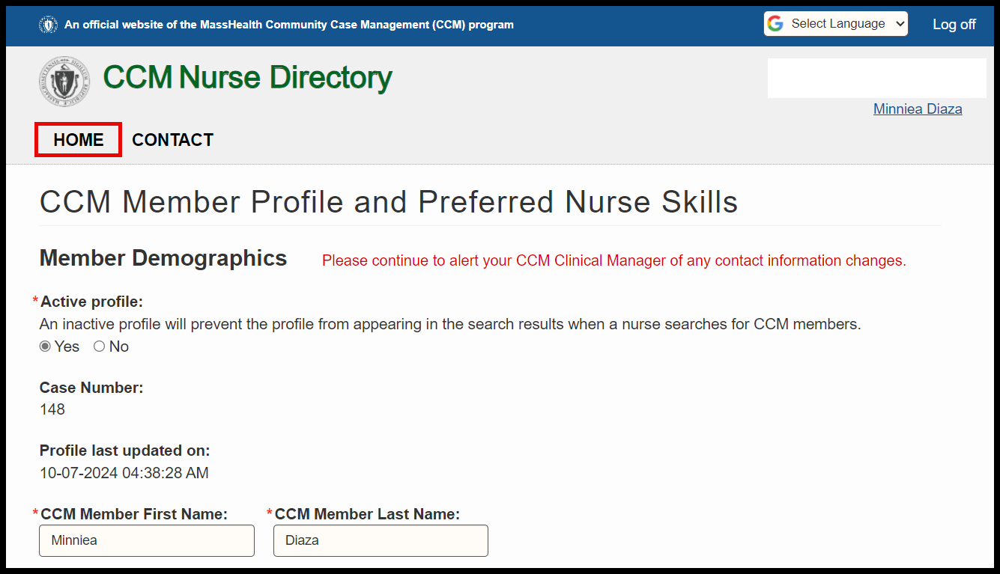 An official website of the MassHealth Community Case Management (CCM) program
Select Language
Log off
CCM Nurse Directory
Minniea Diaza
HOME
CONTACT
CCM Member Profile and Preferred Nurse Skills
Member Demographics
Please continue to alert your CCM Clinical Manager of any contact information changes.
*Active profile:
An inactive profile will prevent the profile from appearing in the search results when a nurse searches for CCM members.
Yes No
Case Number:
148
Profile last updated on:
10-07-2024 04:38:28 AM
*CCM Member First Name: *CCM Member Last Name:
Minniea Diaza